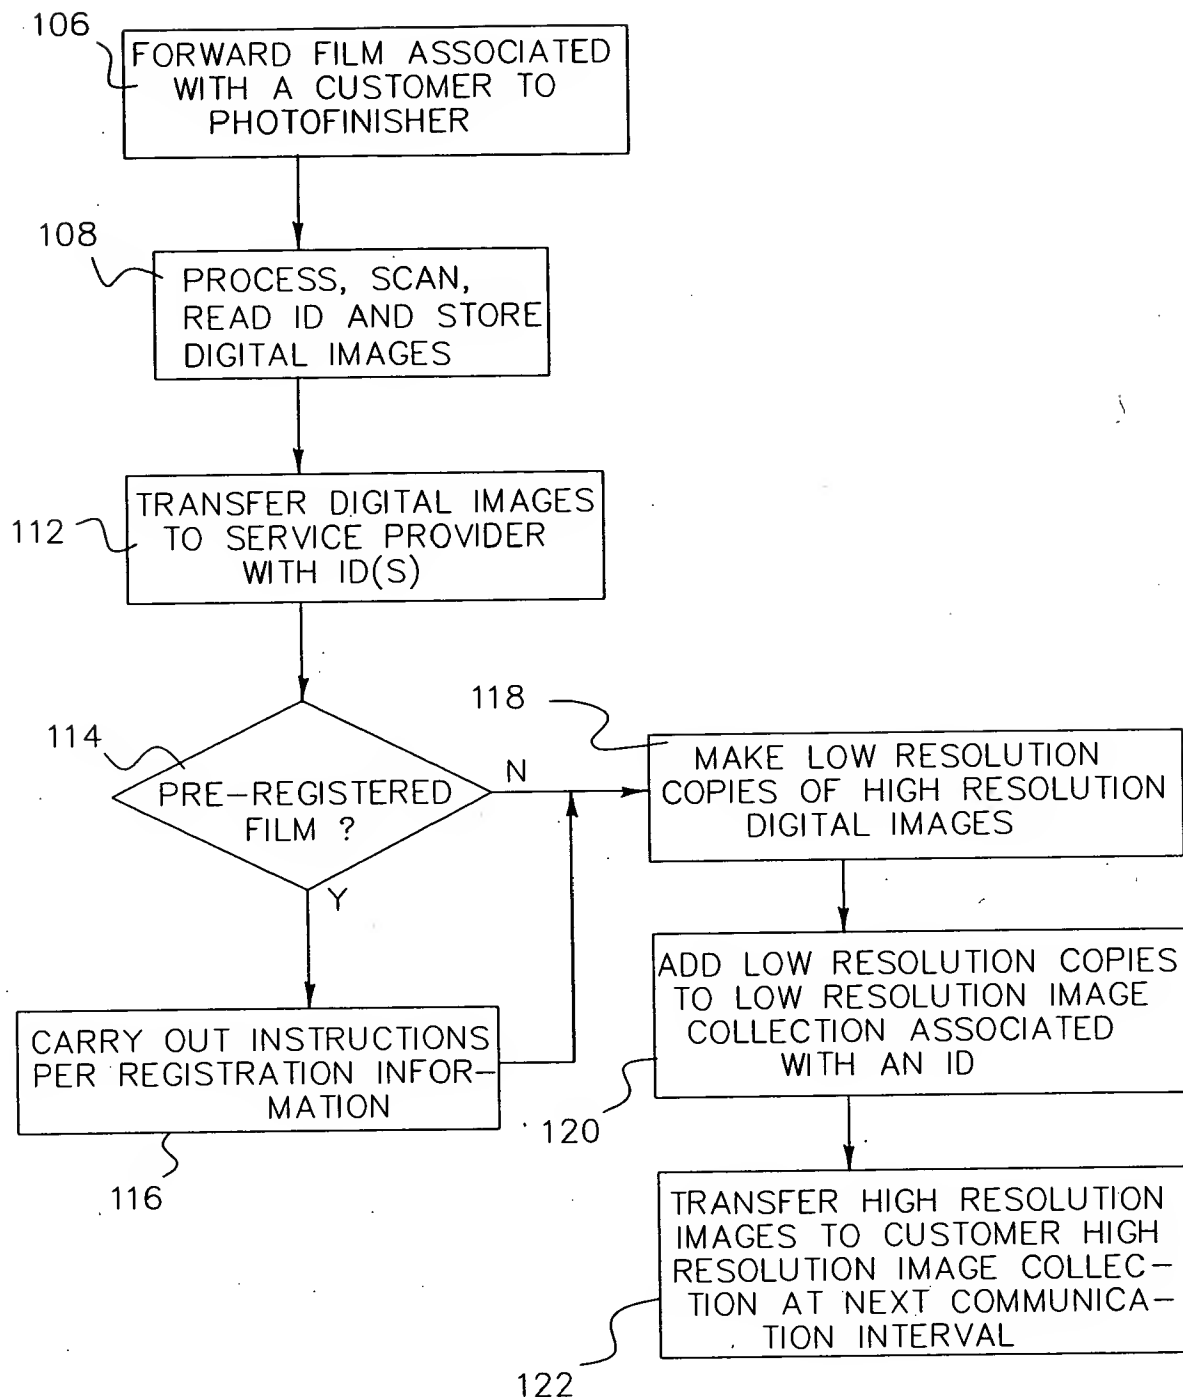 106
FORWARD FILM ASSOCIATED
WITH A CUSTOMER TO
PHOTOFINISHER
108
PROCESS, SCAN,
READ ID AND STORE
DIGITAL IMAGES
112
TRANSFER DIGITAL IMAGES
TO SERVICE PROVIDER
WITH ID(S)
114
PRE-REGISTERED
FILM ?
N
Y
CARRY OUT INSTRUCTIONS
PER REGISTRATION INFOR-
MATION
116
118
MAKE LOW RESOLUTION
COPIES OF HIGH RESOLUTION
DIGITAL IMAGES
ADD LOW RESOLUTION COPIES
TO LOW RESOLUTION IMAGE
COLLECTION ASSOCIATED
WITH AN ID
120
TRANSFER HIGH RESOLUTION
IMAGES TO CUSTOMER HIGH
RESOLUTION IMAGE COLLEC-
TION AT NEXT COMMUNICA-
TION INTERVAL
122